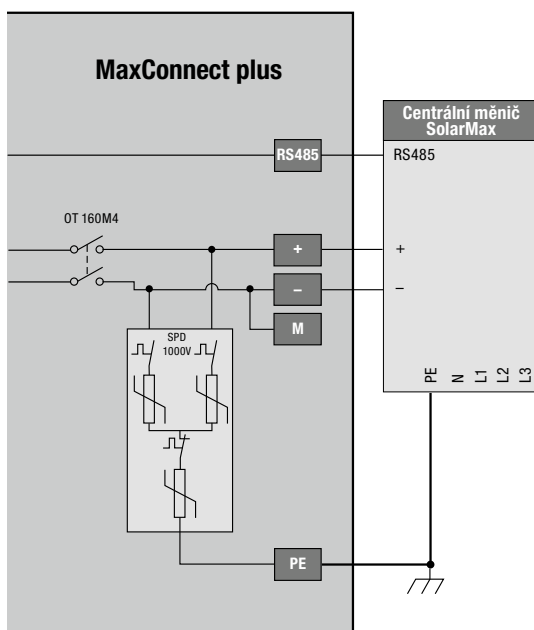 MaxConnect plus
Centrální měnič
SolarMax
RS485
RS485
OT 160M4
+
+
–
–
M
SPD
1000V
PE
N
L1
L2
L3
PE